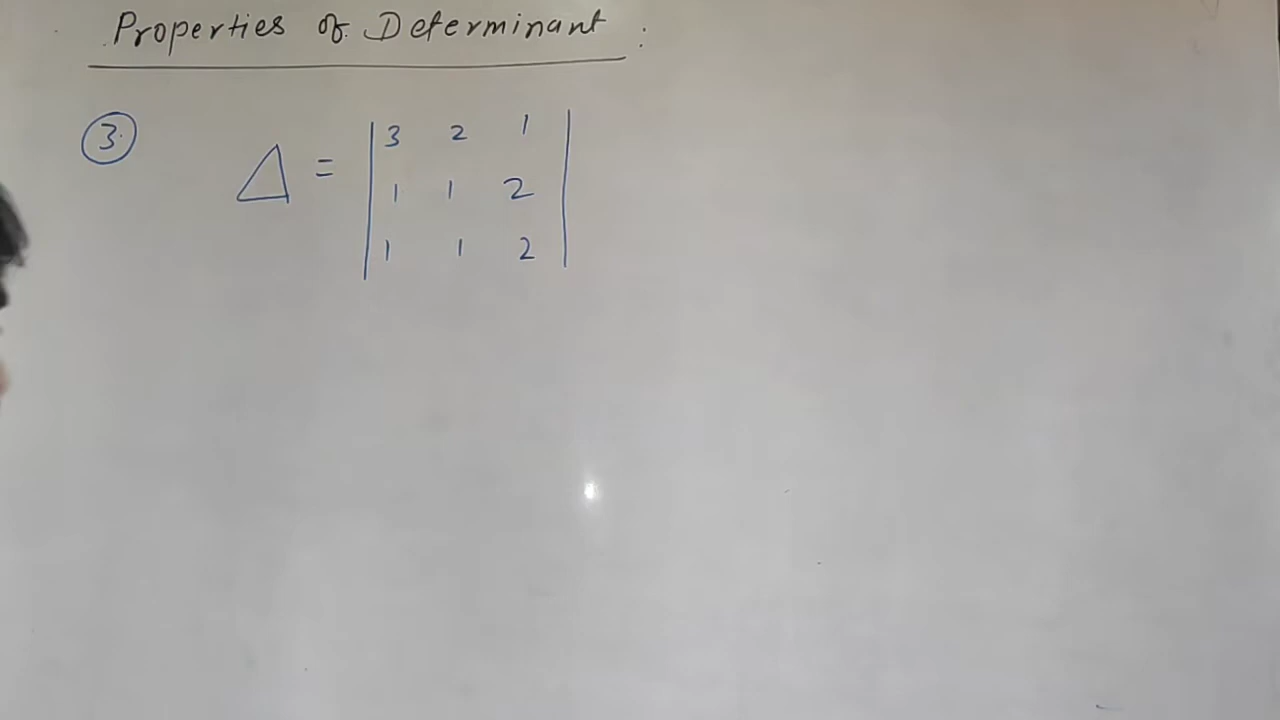 Properties of Determinant :
3. Δ = | 3 2 1 |
| 1 1 2 |
| 1 1 2 |